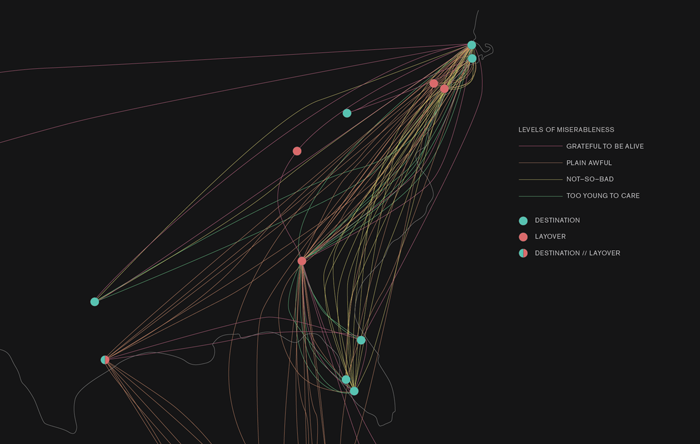 LEVELS OF MISERABLENESS
GRATEFUL TO BE ALIVE
PLAIN AWFUL
NOT–SO–BAD
TOO YOUNG TO CARE
DESTINATION
LAYOVER
DESTINATION // LAYOVER